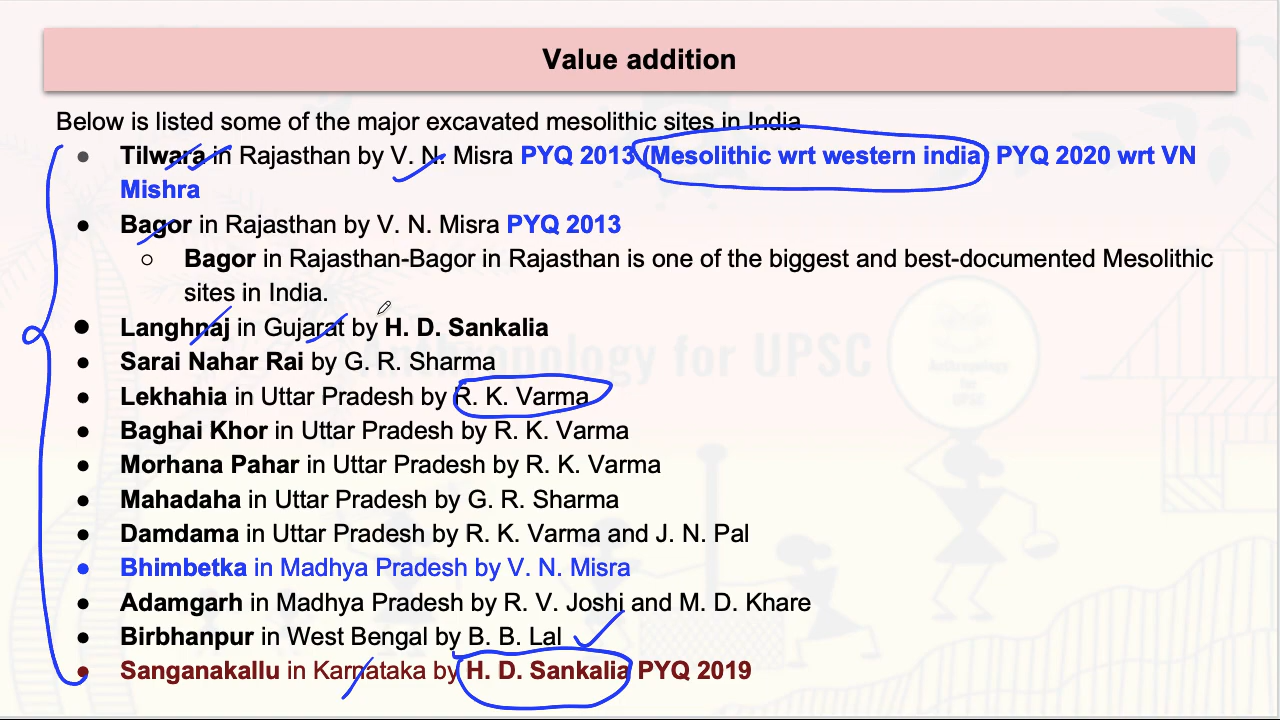 Value addition
Below is listed some of the major excavated mesolithic sites in India
● Tilwara in Rajasthan by V. N. Misra PYQ 2013 (Mesolithic wrt western india) PYQ 2020 wrt VN
Mishra
● Bagor in Rajasthan by V. N. Misra PYQ 2013
○ Bagor in Rajasthan-Bagor in Rajasthan is one of the biggest and best-documented Mesolithic
sites in India.
● Langhnaj in Gujarat by H. D. Sankalia
● Sarai Nahar Rai by G. R. Sharma
● Lekhahia in Uttar Pradesh by R. K. Varma
● Baghai Khor in Uttar Pradesh by R. K. Varma
● Morhana Pahar in Uttar Pradesh by R. K. Varma
● Mahadaha in Uttar Pradesh by G. R. Sharma
● Damdama in Uttar Pradesh by R. K. Varma and J. N. Pal
● Bhimbetka in Madhya Pradesh by V. N. Misra
● Adamgarh in Madhya Pradesh by R. V. Joshi and M. D. Khare
● Birbhanpur in West Bengal by B. B. Lal
● Sanganakallu in Karnataka by H. D. Sankalia PYQ 2019
Anthropology for UPSC
Anthropology
for
UPSC